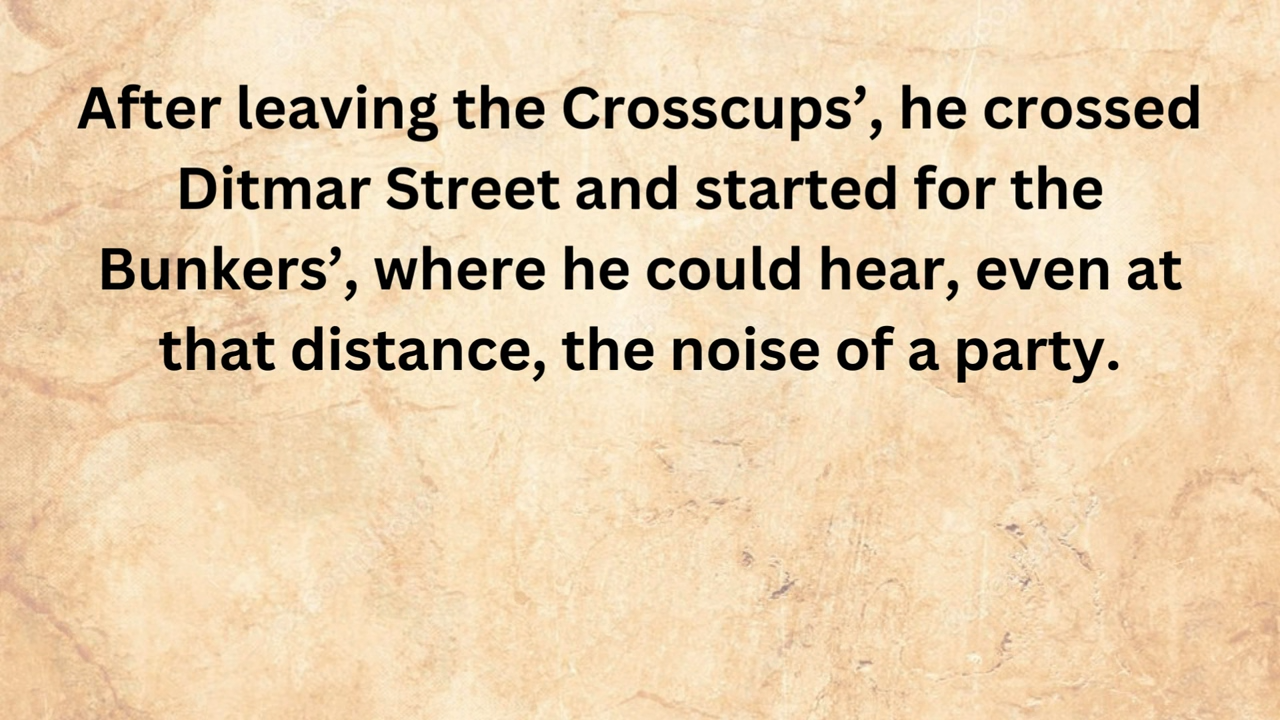 After leaving the Crosscups’, he crossed
Ditmar Street and started for the
Bunkers’, where he could hear, even at
that distance, the noise of a party.